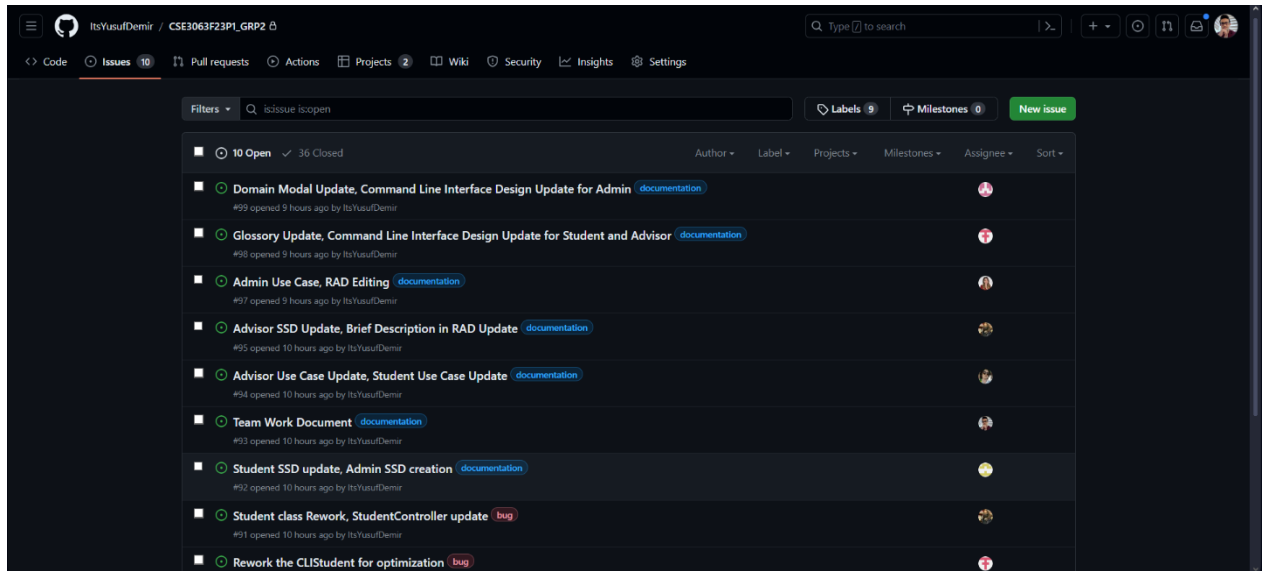 ItsYusufDemir / CSE3063F23P1_GRP2
Type / to search
<> Code Issues 10 Pull requests Actions Projects 2 Wiki Security Insights Settings
Filters is:issue is:open Labels 9 Milestones 0 New issue
10 Open 36 Closed Author Label Projects Milestones Assignee Sort
Domain Modal Update, Command Line Interface Design Update for Admin documentation
#99 opened 9 hours ago by ItsYusufDemir
Glossory Update, Command Line Interface Design Update for Student and Advisor documentation
#98 opened 9 hours ago by ItsYusufDemir
Admin Use Case, RAD Editing documentation
#97 opened 9 hours ago by ItsYusufDemir
Advisor SSD Update, Brief Description in RAD Update documentation
#95 opened 10 hours ago by ItsYusufDemir
Advisor Use Case Update, Student Use Case Update documentation
#94 opened 10 hours ago by ItsYusufDemir
Team Work Document documentation
#93 opened 10 hours ago by ItsYusufDemir
Student SSD update, Admin SSD creation documentation
#92 opened 10 hours ago by ItsYusufDemir
Student class Rework, StudentController update bug
#91 opened 10 hours ago by ItsYusufDemir
Rework the CLIStudent for optimization bug